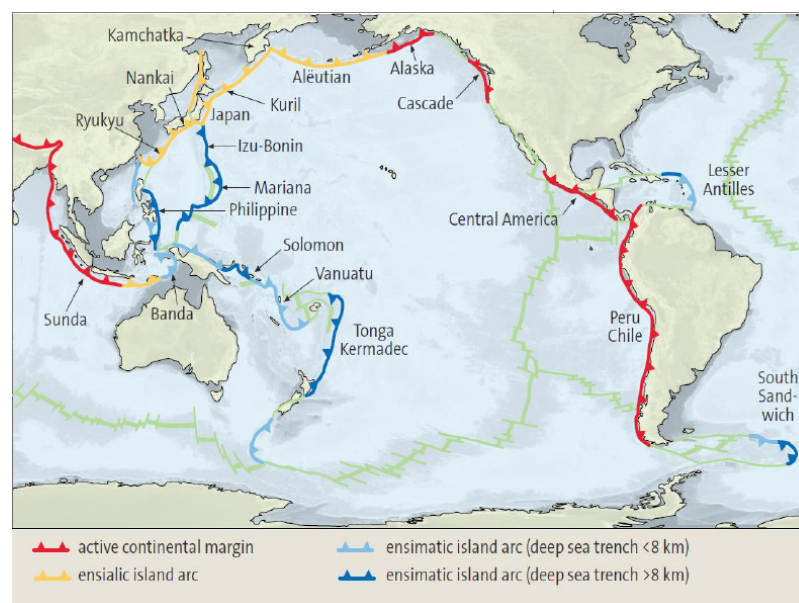 Kamchatka
Alëutian
Alaska
Nankai
Kuril
Cascade
Japan
Ryukyu
Izu-Bonin
Mariana
Lesser
Antilles
Philippine
Central America
Solomon
Vanuatu
Sunda
Banda
Tonga
Kermadec
Peru
Chile
South
Sand-
wich
active continental margin
ensimatic island arc (deep sea trench <8 km)
ensialic island arc
ensimatic island arc (deep sea trench >8 km)